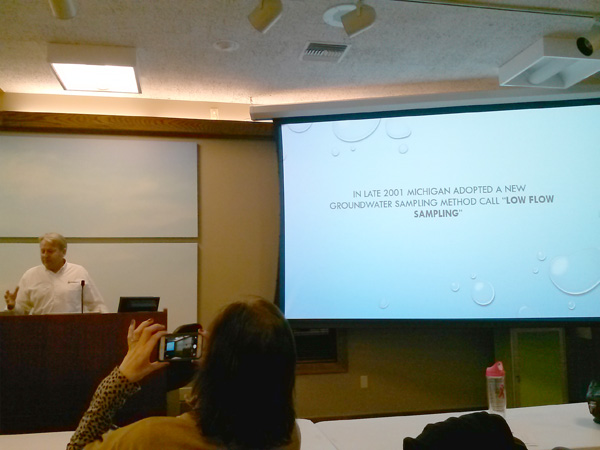 IN LATE 2001 MICHIGAN ADOPTED A NEW
GROUNDWATER SAMPLING METHOD CALL "LOW FLOW
SAMPLING"